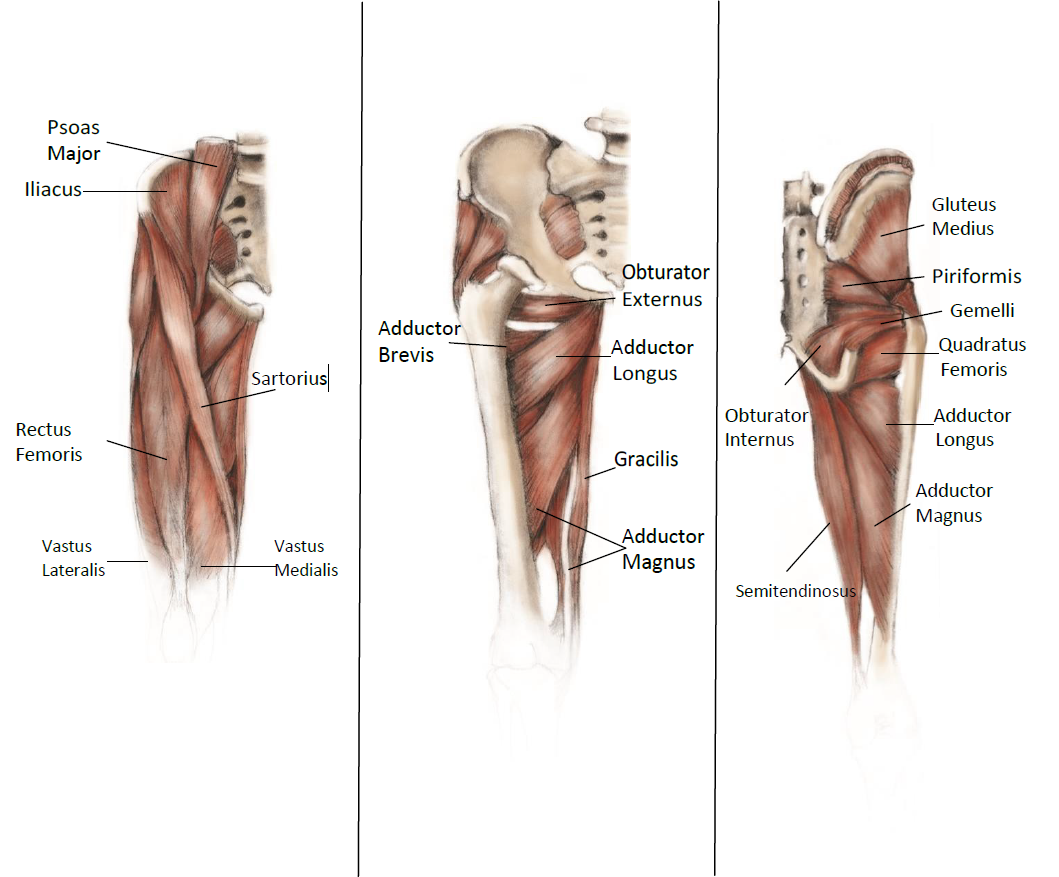 Psoas
Major
Iliacus
Sartorius
Rectus
Femoris
Vastus
Lateralis
Vastus
Medialis
Obturator
Externus
Adductor
Brevis
Adductor
Longus
Gracilis
Adductor
Magnus
Gluteus
Medius
Piriformis
Gemelli
Quadratus
Femoris
Obturator
Internus
Adductor
Longus
Adductor
Magnus
Semitendinosus